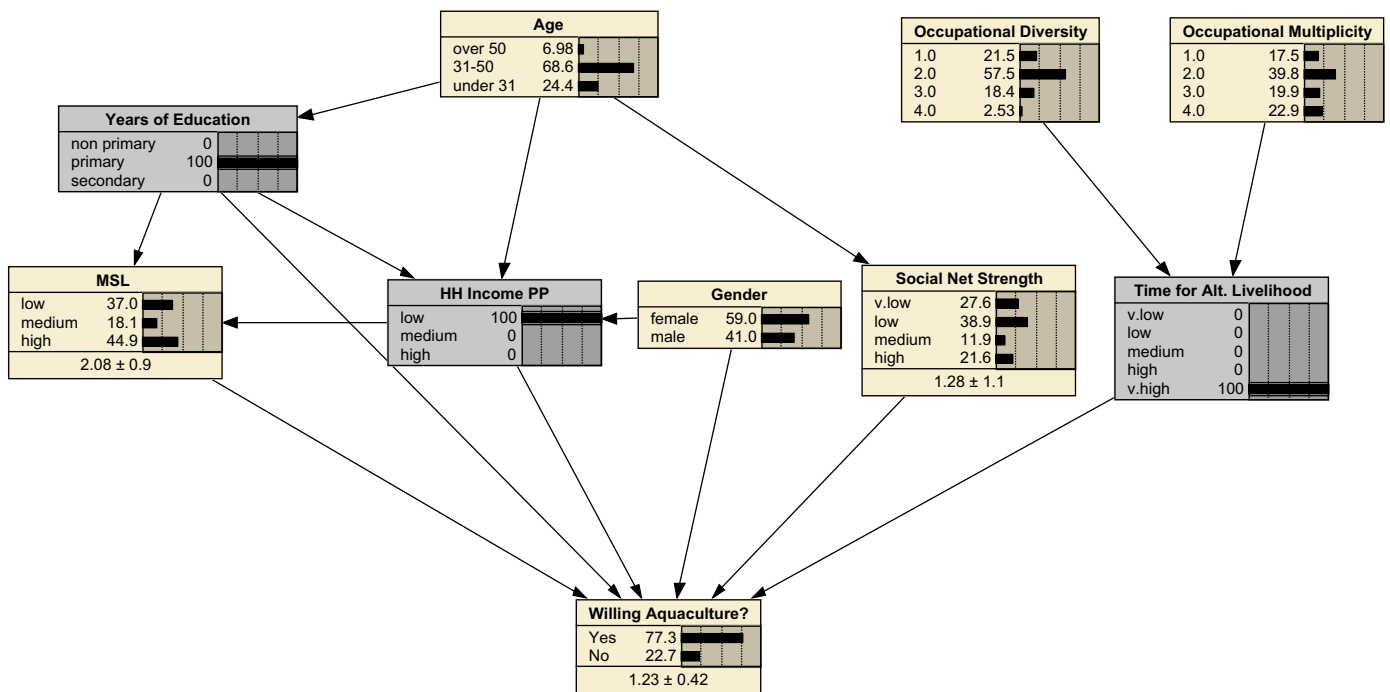 Age
over 50 6.98
31-50 68.6
under 31 24.4
Occupational Diversity
1.0 21.5
2.0 57.5
3.0 18.4
4.0 2.53
Occupational Multiplicity
1.0 17.5
2.0 39.8
3.0 19.9
4.0 22.9
Years of Education
non primary 0
primary 100
secondary 0
MSL
low 37.0
medium 18.1
high 44.9
2.08 ± 0.9
HH Income PP
low 100
medium 0
high 0
Gender
female 59.0
male 41.0
Social Net Strength
v.low 27.6
low 38.9
medium 11.9
high 21.6
1.28 ± 1.1
Time for Alt. Livelihood
v.low 0
low 0
medium 0
high 0
v.high 100
Willing Aquaculture?
Yes 77.3
No 22.7
1.23 ± 0.42